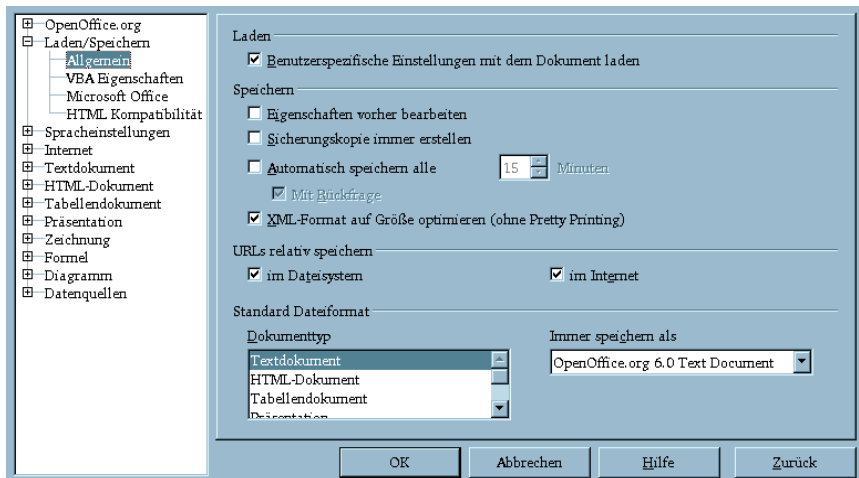 OpenOffice.org
Laden/Speichern
Allgemein
VBA Eigenschaften
Microsoft Office
HTML Kompatibilität
Spracheinstellungen
Internet
Textdokument
HTML-Dokument
Tabellendokument
Präsentation
Zeichnung
Formel
Diagramm
Datenquellen
Laden
Benutzerspezifische Einstellungen mit dem Dokument laden
Speichern
Eigenschaften vorher bearbeiten
Sicherungskopie immer erstellen
Automatisch speichern alle 15 Minuten
Mit Rückfrage
XML-Format auf Größe optimieren (ohne Pretty Printing)
URLs relativ speichern
im Dateisystem im Internet
Standard Dateiformat
Dokumenttyp
Textdokument
HTML-Dokument
Tabellendokument
Präsentation
Immer speichern als
OpenOffice.org 6.0 Text Document
OK Abbrechen Hilfe Zurück